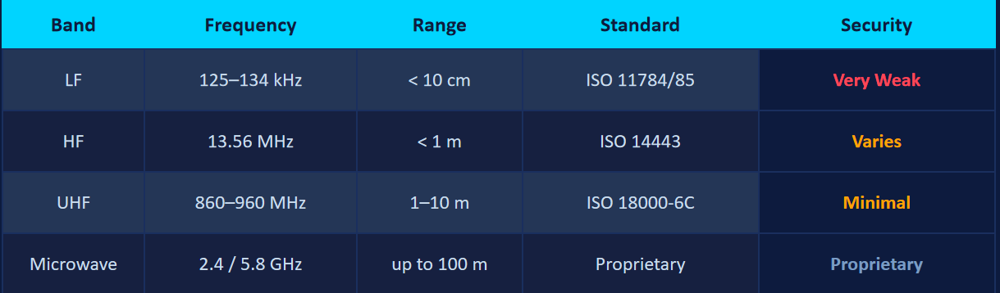 Band Frequency Range Standard Security
LF 125–134 kHz < 10 cm ISO 11784/85 Very Weak
HF 13.56 MHz < 1 m ISO 14443 Varies
UHF 860–960 MHz 1–10 m ISO 18000-6C Minimal
Microwave 2.4 / 5.8 GHz up to 100 m Proprietary Proprietary